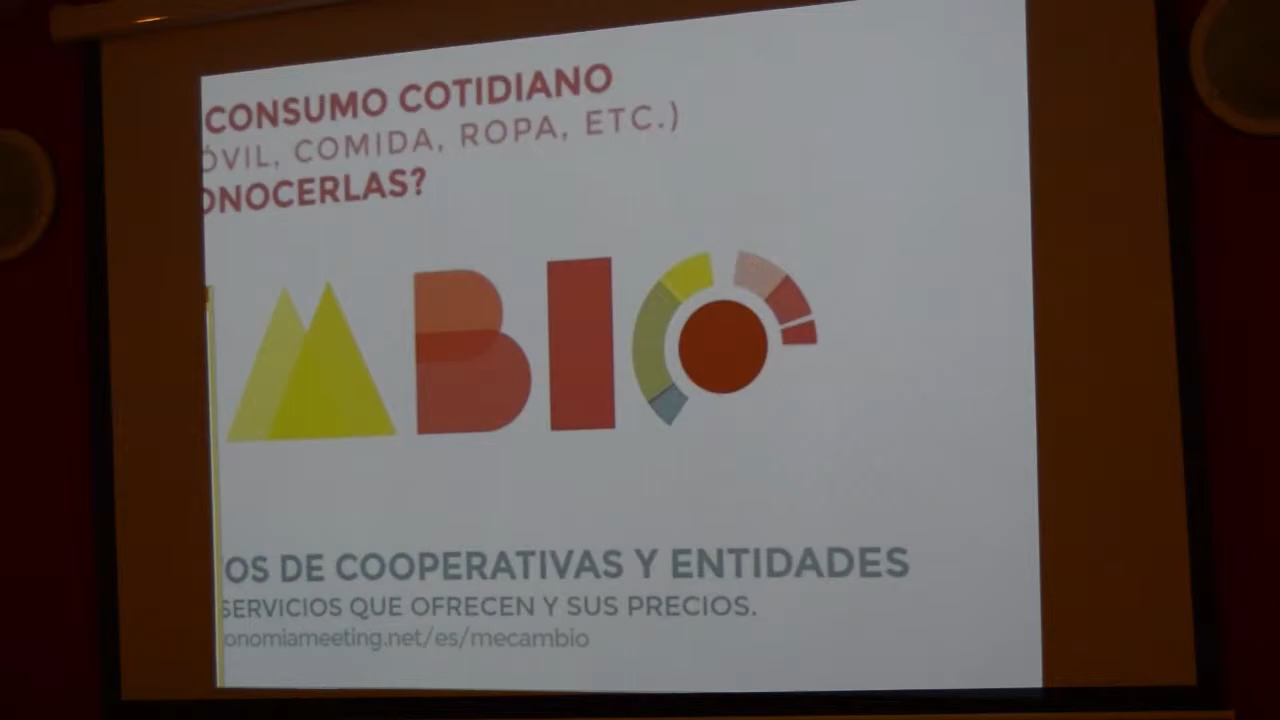 CONSUMO COTIDIANO
ÓVIL, COMIDA, ROPA, ETC.)
ONOCERLAS?
MBIO
OS DE COOPERATIVAS Y ENTIDADES
SERVICIOS QUE OFRECEN Y SUS PRECIOS.
onomiameeting.net/es/mecambio